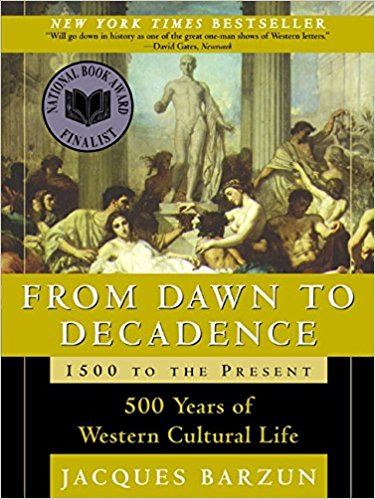 NEW YORK TIMES BESTSELLER
"Will go down in history as one of the great one-man shows of Western letters."
—David Gates, Newsweek
NATIONAL BOOK AWARD
FINALIST
FROM DAWN TO
DECADENCE
1500 TO THE PRESENT
500 Years of
Western Cultural Life
JACQUES BARZUN